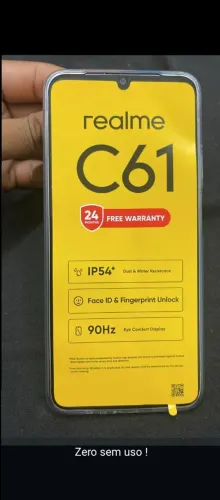 realme
C61
24
MONTHS
FREE WARRANTY
IP54*
Dust & Water Resistance
Face ID & Fingerprint Unlock
90Hz
Eye Comfort Display
Zero sem uso !